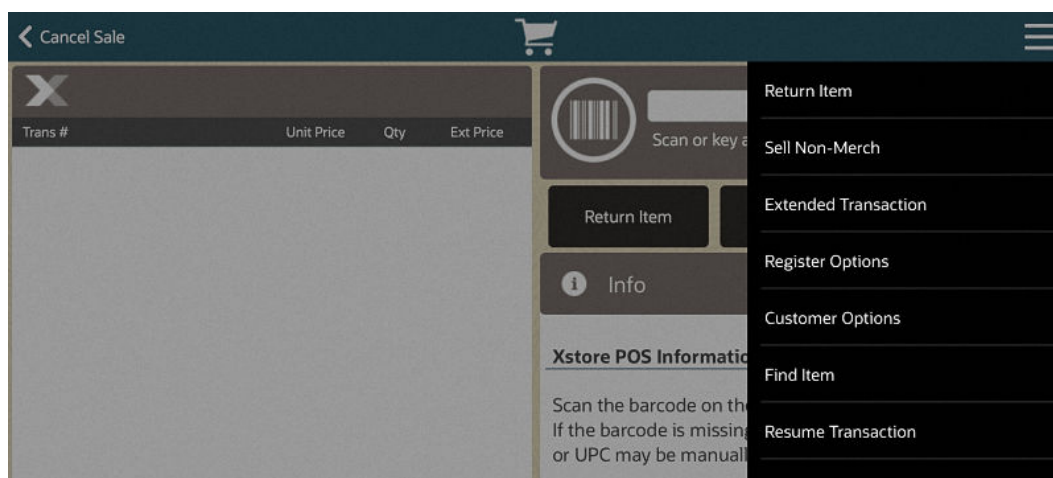 Cancel Sale
Trans # Unit Price Qty Ext Price
Scan or key a
Return Item
Info
Xstore POS Informatio
Scan the barcode on the
If the barcode is missing
or UPC may be manuall
Return Item
Sell Non-Merch
Extended Transaction
Register Options
Customer Options
Find Item
Resume Transaction